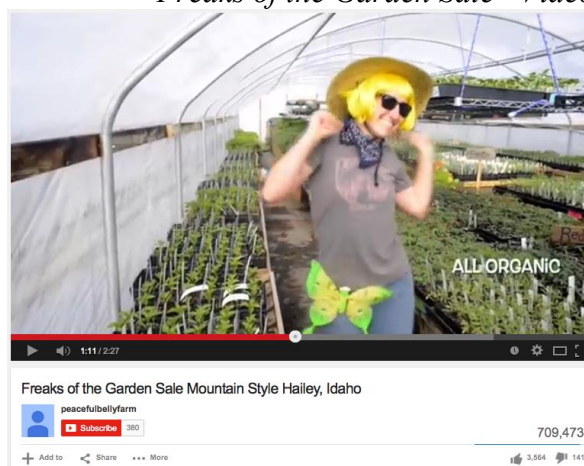 Freaks of the Garden Sale
ALL ORGANiC
1:11 / 2:27
Freaks of the Garden Sale Mountain Style Hailey, Idaho
peacefulbellyfarm
Subscribe 380
709,473
Add to Share More 3,564 141